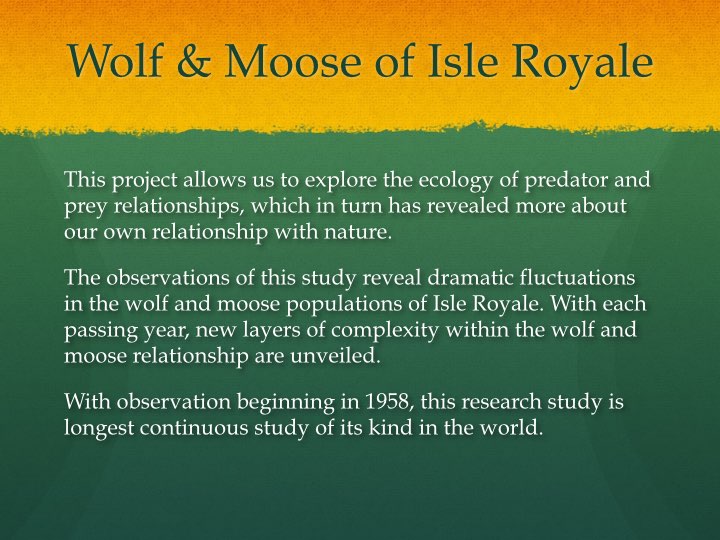 Wolf & Moose of Isle Royale
This project allows us to explore the ecology of predator and
prey relationships, which in turn has revealed more about
our own relationship with nature.
The observations of this study reveal dramatic fluctuations
in the wolf and moose populations of Isle Royale. With each
passing year, new layers of complexity within the wolf and
moose relationship are unveiled.
With observation beginning in 1958, this research study is
longest continuous study of its kind in the world.